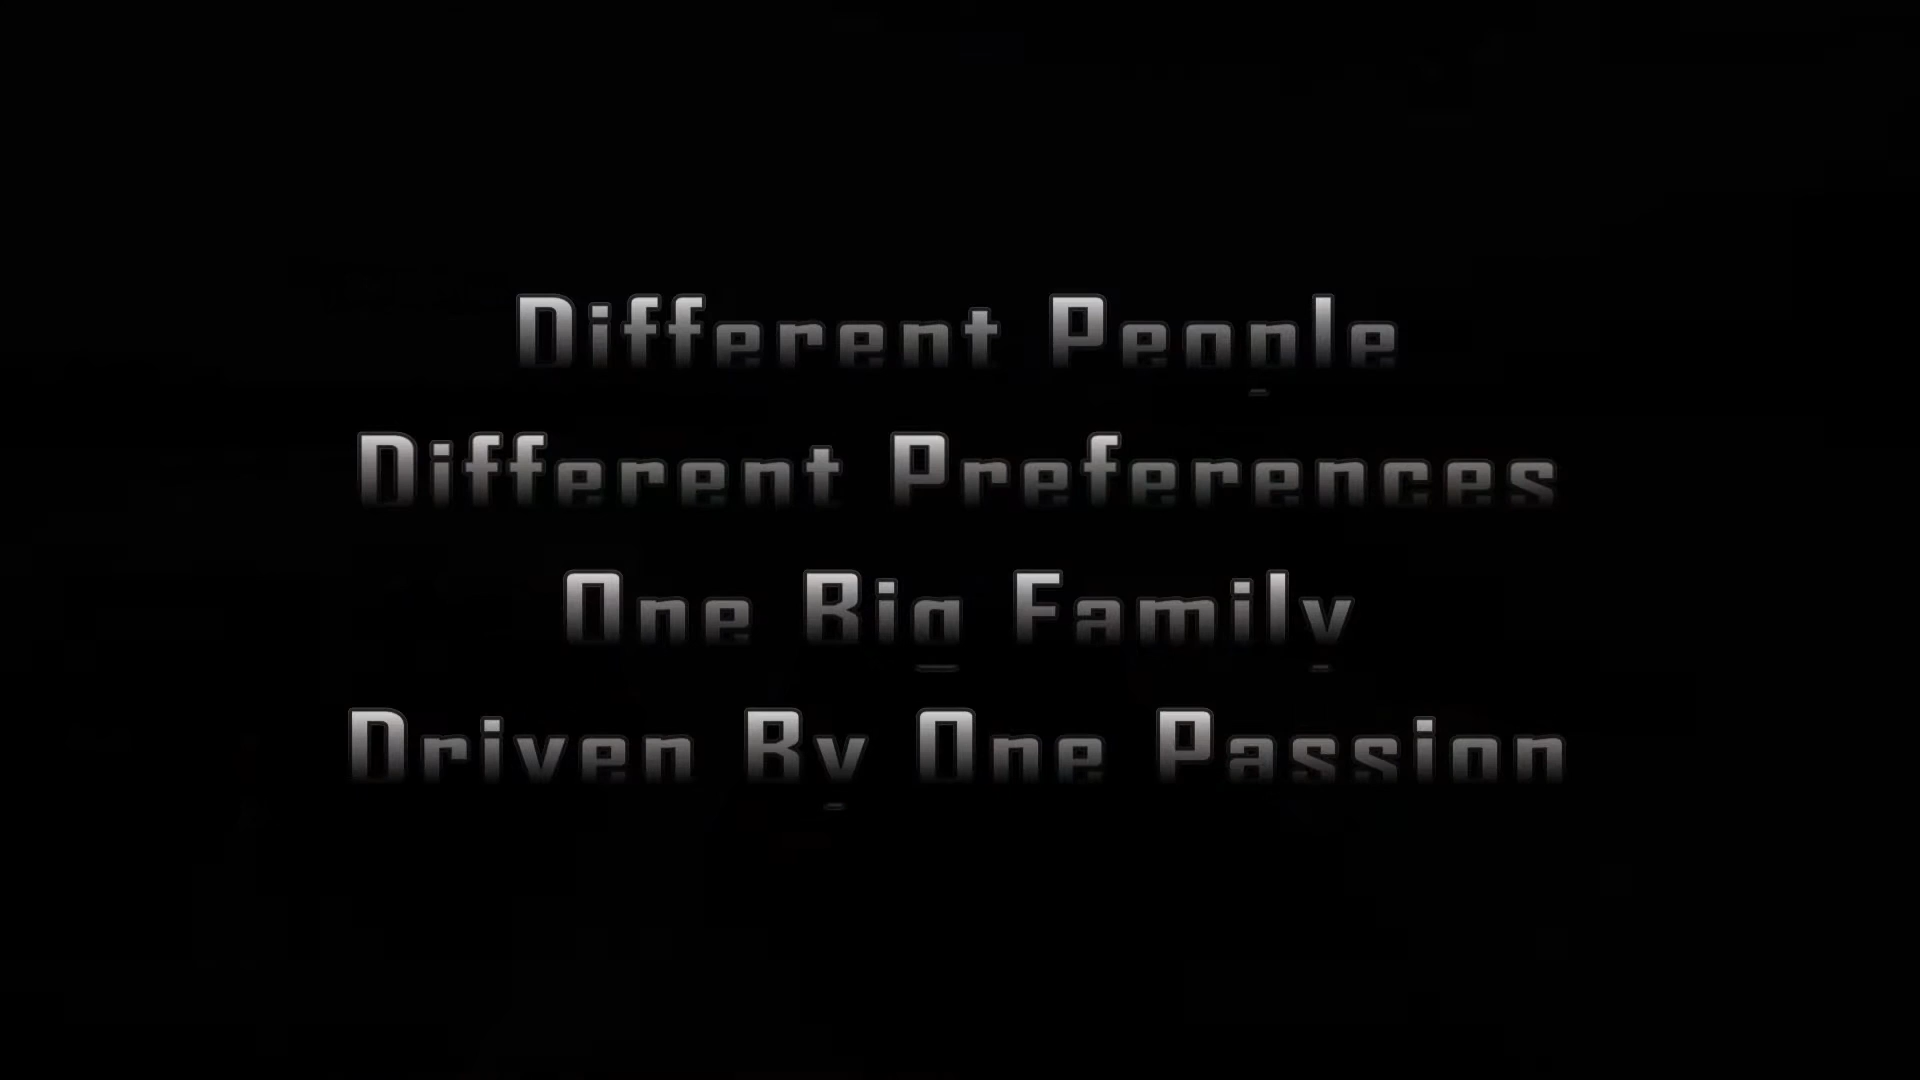 Different People
Different Preferences
One Big Family
Driven By One Passion